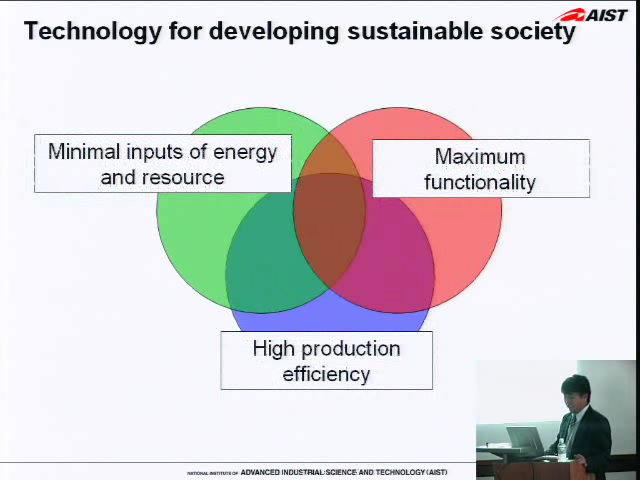 Technology for developing sustainable society
AIST
Minimal inputs of energy
and resource
Maximum
functionality
High production
efficiency
NATIONAL INSTITUTE OF ADVANCED INDUSTRIAL SCIENCE AND TECHNOLOGY (AIST)